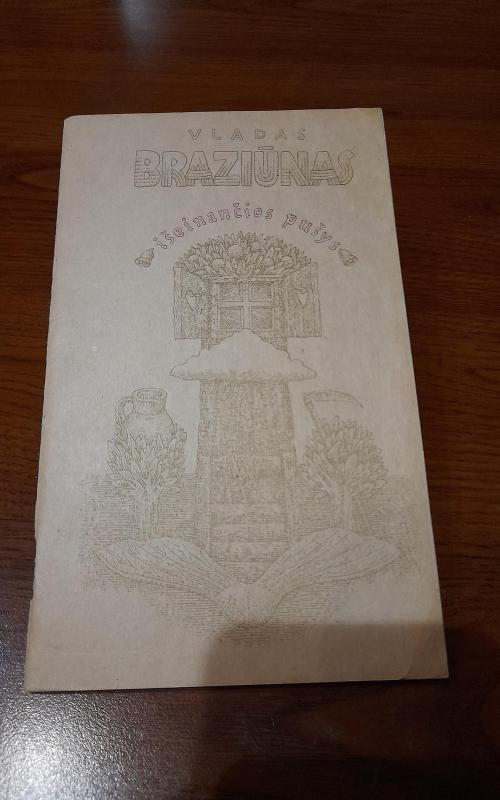 VLADAS
BRAZIŪNAS
išeinančios pušys